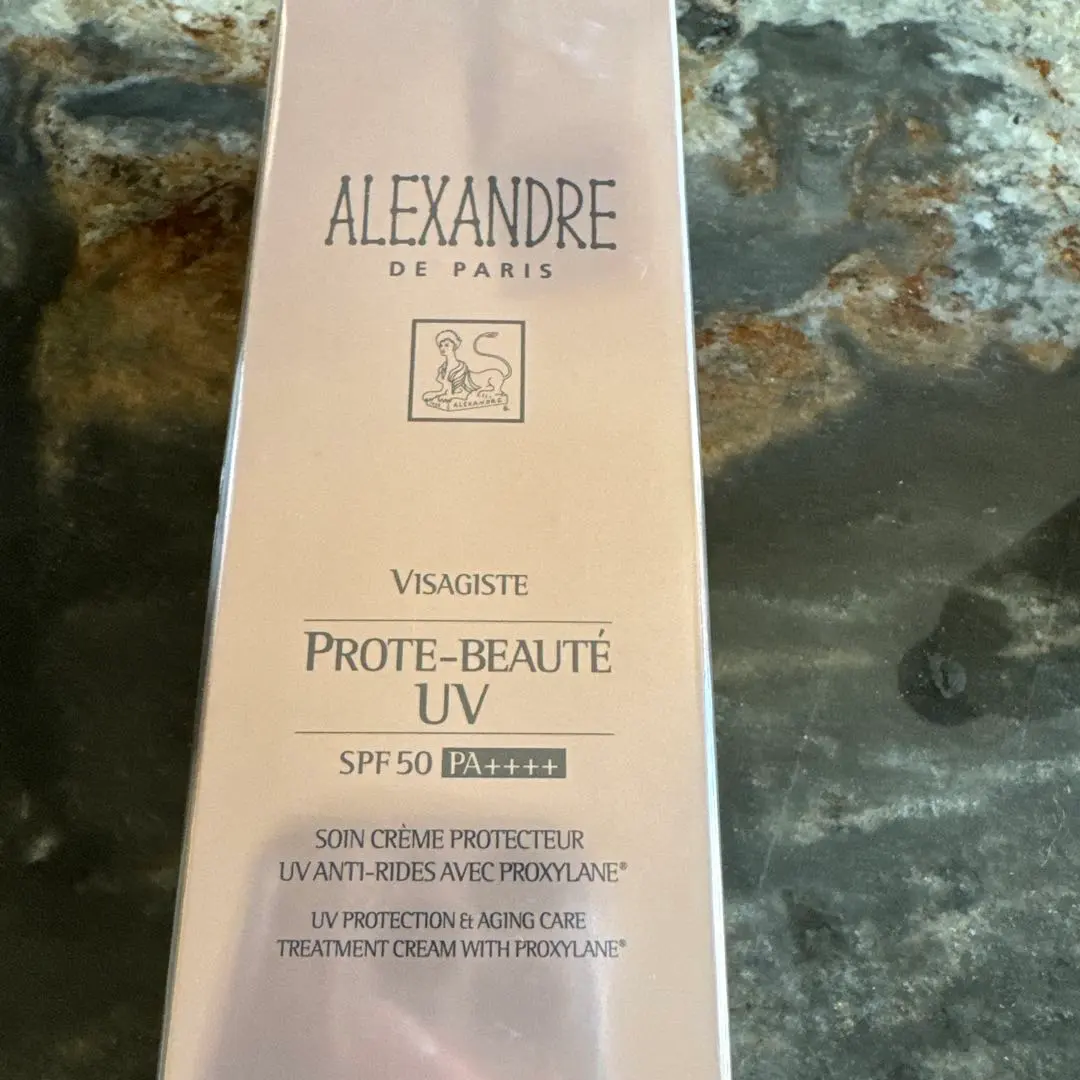 ALEXANDRE
DE PARIS
ALEXANDRE
VISAGISTE
PROTE-BEAUTÉ
UV
SPF 50 PA++++
SOIN CRÈME PROTECTEUR
UV ANTI-RIDES AVEC PROXYLANE®
UV PROTECTION & AGING CARE
TREATMENT CREAM WITH PROXYLANE®